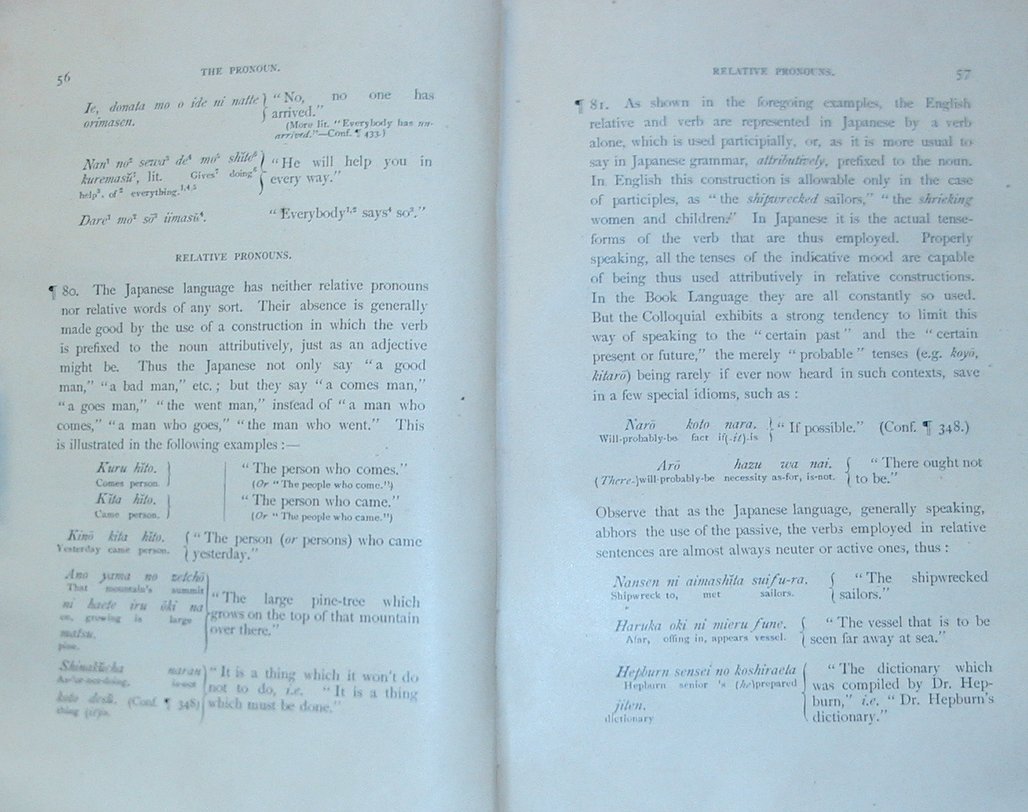 56
THE PRONOUN.
Ie, donata mo o ide ni natte
orimasen.
"No, no one has
arrived."
(More lit. "Everybody has un-
arrived."—Conf. ¶ 433.)
Nan¹ no² sewa³ de⁴ mo⁵ shĭte⁶
kuremasŭ⁷, lit. Gives⁷ doing⁶
help³, of² everything.¹,⁴,⁵
"He will help you in
every way."
Dare¹ mo² sō³ iimasŭ⁴.
"Everybody¹,² says⁴ so³."
RELATIVE PRONOUNS.
¶ 80. The Japanese language has neither relative pronouns
nor relative words of any sort. Their absence is generally
made good by the use of a construction in which the verb
is prefixed to the noun attributively, just as an adjective
might be. Thus the Japanese not only say "a good
man," "a bad man," etc.; but they say "a comes man,"
"a goes man," "the went man," instead of "a man who
comes," "a man who goes," "the man who went." This
is illustrated in the following examples:—
Kuru hĭto.
Comes person.
"The person who comes."
(Or "The people who come.")
Kĭta hĭto.
Came person.
"The person who came."
(Or "The people who came.")
Kinō kita hĭto.
Yesterday came person.
"The person (or persons) who came
yesterday."
Ano yama no zetchō
That mountain's summit
ni haete iru ōki na
on, growing is large
matsu.
pine.
"The large pine-tree which
grows on the top of that mountain
over there."
naran
is-not
koto desŭ. (Conf. ¶ 348)
thing (it)is.
"It is a thing which it won't do
not to do, i.e. "It is a thing
which must be done."
RELATIVE PRONOUNS.
57
¶ 81. As shown in the foregoing examples, the English
relative and verb are represented in Japanese by a verb
alone, which is used participially, or, as it is more usual to
say in Japanese grammar, attributively, prefixed to the noun.
In English this construction is allowable only in the case
of participles, as "the shipwrecked sailors," "the shrieking
women and children." In Japanese it is the actual tense-
forms of the verb that are thus employed. Properly
speaking, all the tenses of the indicative mood are capable
of being thus used attributively in relative constructions.
In the Book Language they are all constantly so used.
But the Colloquial exhibits a strong tendency to limit this
way of speaking to the "certain past" and the "certain
present or future," the merely "probable" tenses (e.g. koyō,
kitarō) being rarely if ever now heard in such contexts, save
in a few special idioms, such as:
Narō koto nara.
Will-probably-be fact if(-it)-is
"If possible." (Conf. ¶ 348.)
Arō hazu wa nai.
(There-)will-probably-be necessity as-for, is-not.
"There ought not
to be."
Observe that as the Japanese language, generally speaking,
abhors the use of the passive, the verbs employed in relative
sentences are almost always neuter or active ones, thus:
Nansen ni aimashĭta suifu-ra.
Shipwreck to, met sailors.
"The shipwrecked
sailors."
Haruka oki ni mieru fune.
Afar, offing in, appears vessel.
"The vessel that is to be
seen far away at sea."
Hepburn sensei no koshiraeta
Hepburn senior 's (he)prepared
jiten.
dictionary
"The dictionary which
was compiled by Dr. Hep-
burn," i.e. "Dr. Hepburn's
dictionary."